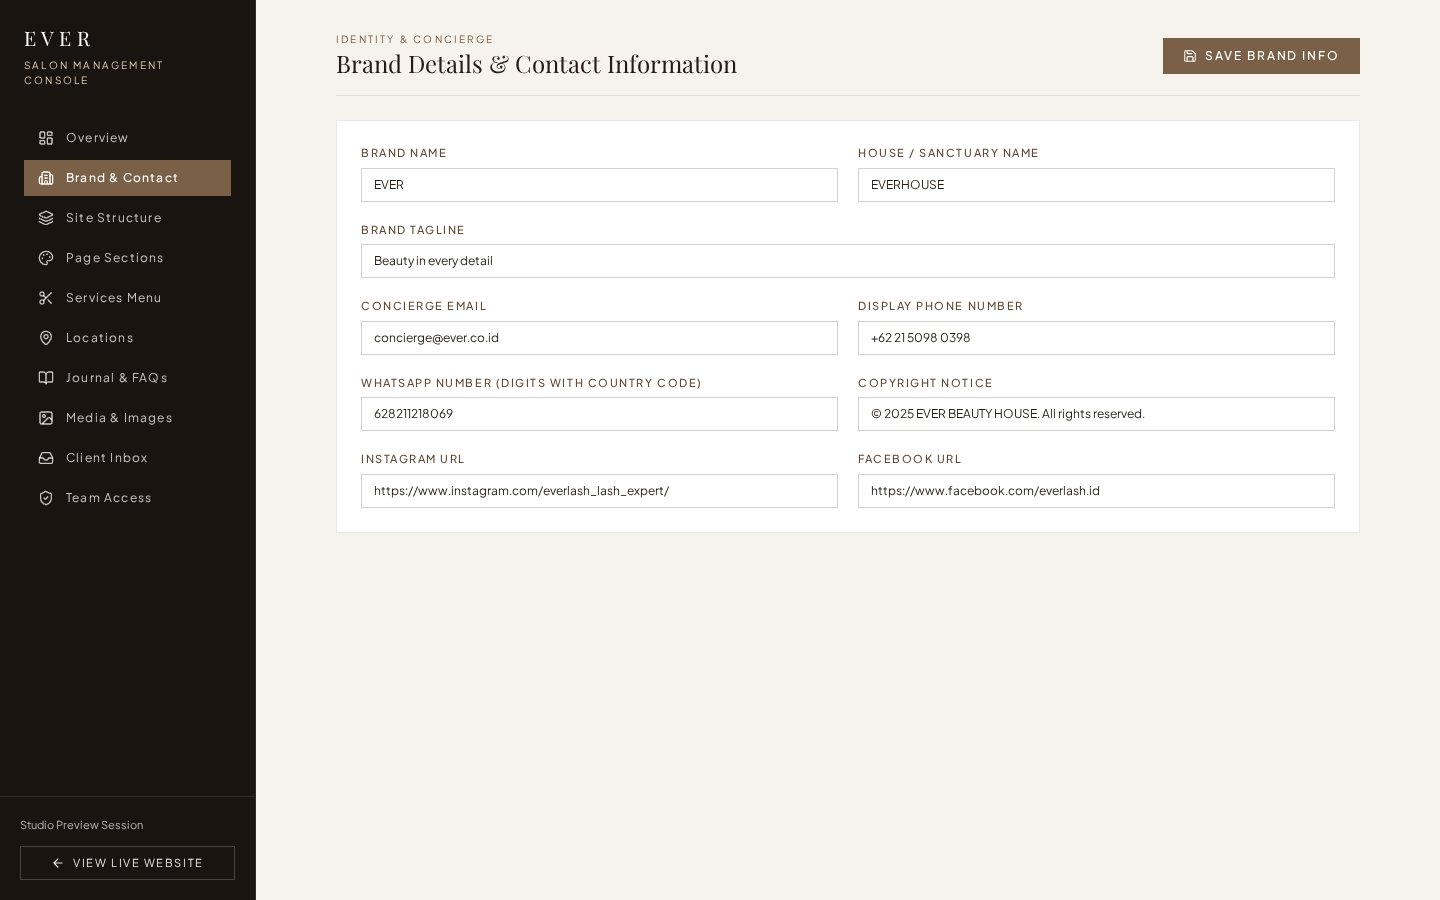 EVER
SALON MANAGEMENT
CONSOLE
Overview
Brand & Contact
Site Structure
Page Sections
Services Menu
Locations
Journal & FAQs
Media & Images
Client Inbox
Team Access
Studio Preview Session
VIEW LIVE WEBSITE
IDENTITY & CONCIERGE
Brand Details & Contact Information
SAVE BRAND INFO
BRAND NAME
EVER
HOUSE / SANCTUARY NAME
EVERHOUSE
BRAND TAGLINE
Beauty in every detail
CONCIERGE EMAIL
concierge@ever.co.id
DISPLAY PHONE NUMBER
+62 21 5098 0398
WHATSAPP NUMBER (DIGITS WITH COUNTRY CODE)
628211218069
COPYRIGHT NOTICE
© 2025 EVER BEAUTY HOUSE. All rights reserved.
INSTAGRAM URL
https://www.instagram.com/everlash_lash_expert/
FACEBOOK URL
https://www.facebook.com/everlash.id